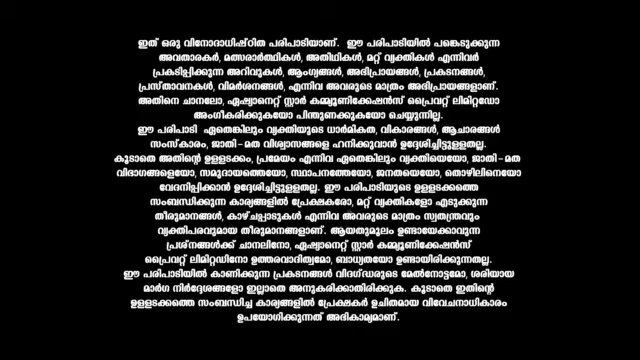 ഇത് ഒരു വിനോദാധിഷ്ഠിത പരിപാടിയാണ്. ഈ പരിപാടിയിൽ പങ്കെടുക്കുന്ന
അവതാരകർ, മത്സരാർത്ഥികൾ, അതിഥികൾ, മറ്റ് വ്യക്തികൾ എന്നിവർ
പ്രകടിപ്പിക്കുന്ന അറിവുകൾ, ആംഗ്യങ്ങൾ, അഭിപ്രായങ്ങൾ, പ്രകടനങ്ങൾ,
പ്രസ്താവനകൾ, വിമർശനങ്ങൾ, എന്നിവ അവരുടെ മാത്രം അഭിപ്രായങ്ങളാണ്.
അതിനെ ചാനലോ, ഏഷ്യാനെറ്റ് സ്റ്റാർ കമ്മ്യൂണിക്കേഷൻസ് പ്രൈവറ്റ് ലിമിറ്റഡോ
അംഗീകരിക്കുകയോ പിന്തുണക്കുകയോ ചെയ്യുന്നില്ല.
ഈ പരിപാടി ഏതെങ്കിലും വ്യക്തിയുടെ ധാർമികത, വികാരങ്ങൾ, ആചാരങ്ങൾ
സംസ്കാരം, ജാതി-മത വിശ്വാസങ്ങളെ ഹനിക്കുവാൻ ഉദ്ദേശിച്ചിട്ടുള്ളതല്ല.
കൂടാതെ അതിന്റെ ഉള്ളടക്കം, പ്രമേയം എന്നിവ ഏതെങ്കിലും വ്യക്തിയെയോ, ജാതി-മത
വിഭാഗങ്ങളെയോ, സമുദായത്തെയോ, സ്ഥാപനത്തേയോ, ജനതയെയോ, തൊഴിലിനെയോ
വേദനിപ്പിക്കാൻ ഉദ്ദേശിച്ചിട്ടുള്ളതല്ല. ഈ പരിപാടിയുടെ ഉള്ളടക്കത്തെ
സംബന്ധിക്കുന്ന കാര്യങ്ങളിൽ പ്രേക്ഷകരോ, മറ്റ് വ്യക്തികളോ എടുക്കുന്ന
തീരുമാനങ്ങൾ, കാഴ്ചപ്പാടുകൾ എന്നിവ അവരുടെ മാത്രം സ്വതന്ത്രവും
വ്യക്തിപരവുമായ തീരുമാനങ്ങളാണ്. ആയതുമൂലം ഉണ്ടായേക്കാവുന്ന
പ്രശ്നങ്ങൾക്ക് ചാനലിനോ, ഏഷ്യാനെറ്റ് സ്റ്റാർ കമ്മ്യൂണിക്കേഷൻസ്
പ്രൈവറ്റ് ലിമിറ്റഡിനോ ഉത്തരവാദിത്വമോ, ബാധ്യതയോ ഉണ്ടായിരിക്കുന്നതല്ല.
ഈ പരിപാടിയിൽ കാണിക്കുന്ന പ്രകടനങ്ങൾ വിദഗ്ദ്ധരുടെ മേൽനോട്ടമോ, ശരിയായ
മാർഗ നിർദ്ദേശങ്ങളോ ഇല്ലാതെ അനുകരിക്കാതിരിക്കുക. കൂടാതെ ഇതിന്റെ
ഉള്ളടക്കത്തെ സംബന്ധിച്ച കാര്യങ്ങളിൽ പ്രേക്ഷകർ ഉചിതമായ വിവേചനാധികാരം
ഉപയോഗിക്കുന്നത് അഭികാമ്യമാണ്.